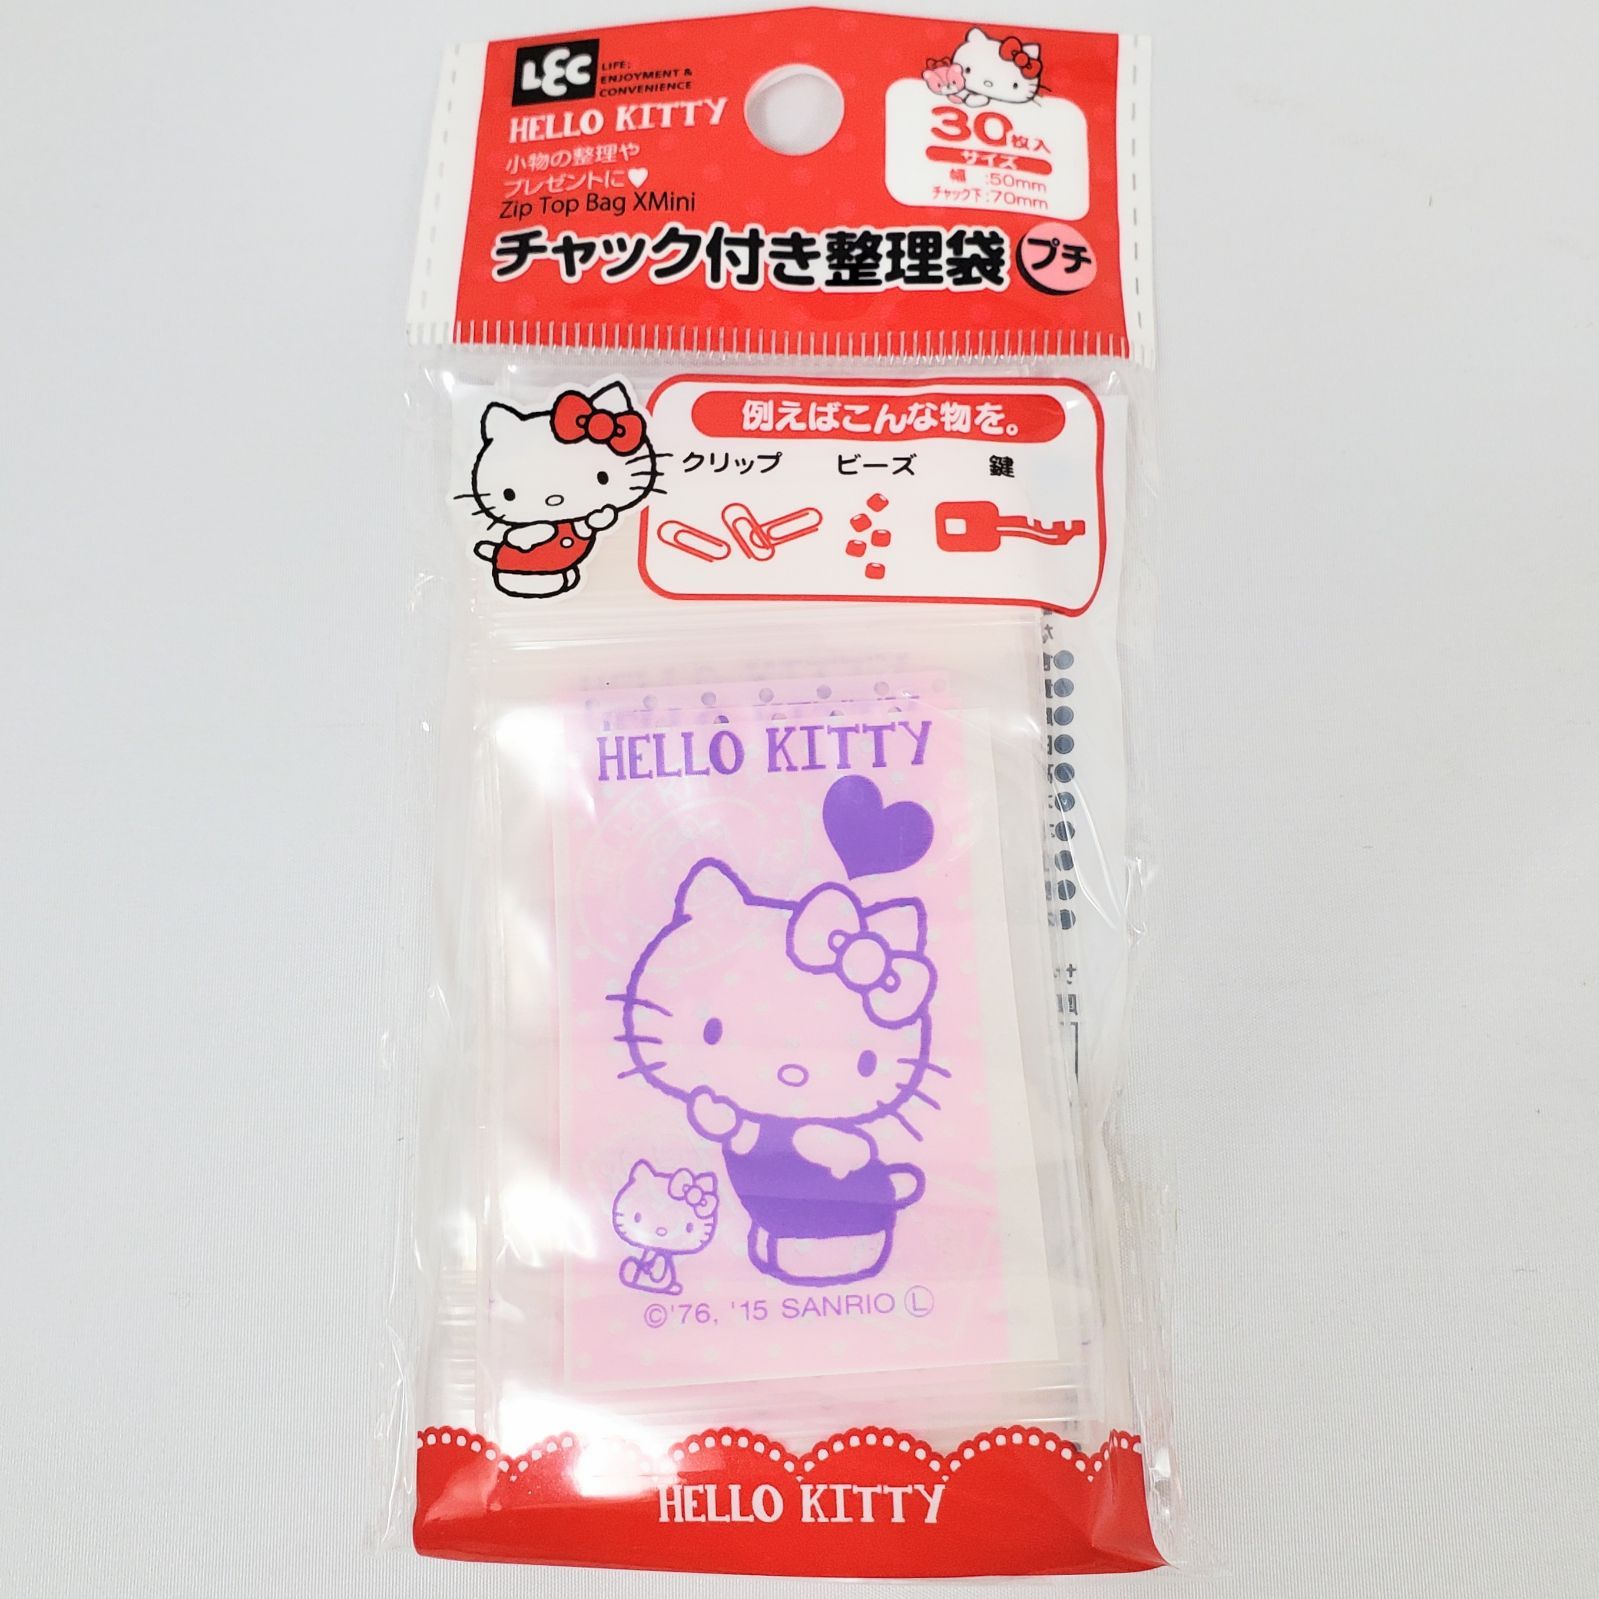 LEC LIFE, ENJOYMENT & CONVENIENCE
HELLO KITTY
小物の整理や
プレゼントに♥
Zip Top Bag XMini
チャック付き整理袋 プチ
30枚入
サイズ
幅 :50mm
チャック下:70mm
例えばこんな物を。
クリップ ビーズ 鍵
HELLO KITTY
©'76, '15 SANRIO Ⓛ
HELLO KITTY